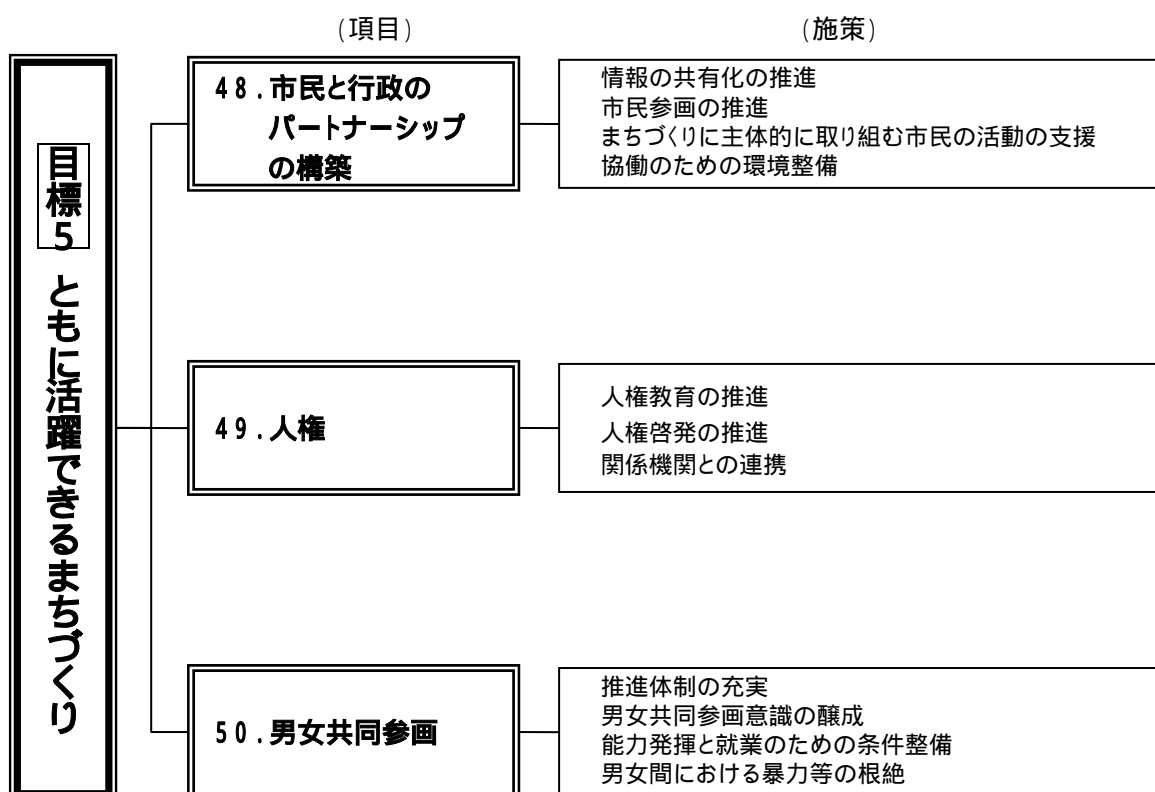 (項目)
(施策)
目標5 ともに活躍できるまちづくり
48.市民と行政の
パートナーシップ
の構築
情報の共有化の推進
市民参画の推進
まちづくりに主体的に取り組む市民の活動の支援
協働のための環境整備
49.人権
人権教育の推進
人権啓発の推進
関係機関との連携
50.男女共同参画
推進体制の充実
男女共同参画意識の醸成
能力発揮と就業のための条件整備
男女間における暴力等の根絶